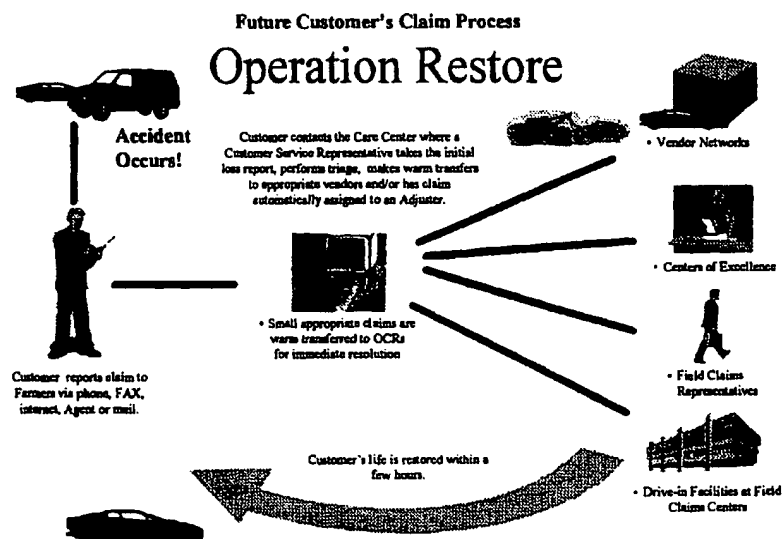 Future Customer's Claim Process
Operation Restore
Accident
Occurs!
Customer contacts the Care Center where a
Customer Service Representative takes the initial
loss report, performs triage, makes warm transfers
to appropriate vendors and/or has claim
automatically assigned to an Adjuster.
• Vendor Networks
• Centers of Excellence
• Small appropriate claims are
warm transferred to OCRs
for immediate resolution
Customer reports claim to
Farmers via phone, FAX,
internet, Agent or mail.
• Field Claims
Representatives
Customer's life is restored within a
few hours.
• Drive-in Facilities at Field
Claims Centers